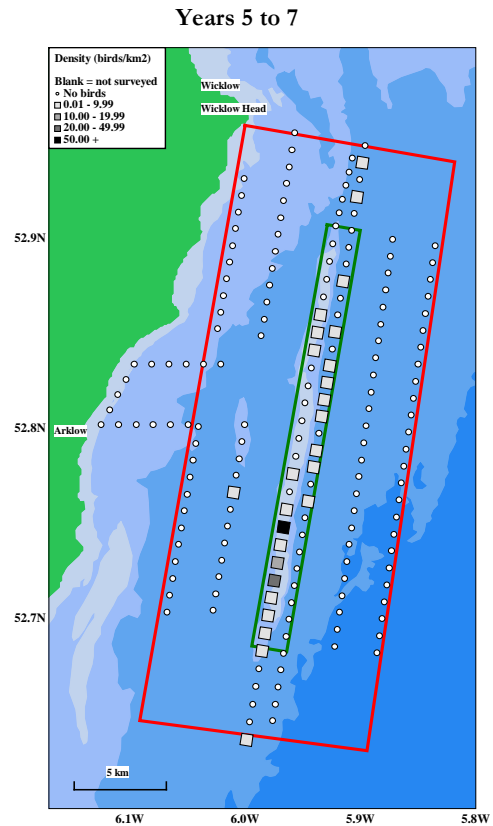 Years 5 to 7
Density (birds/km2)
Blank = not surveyed
No birds
0.01 - 9.99
10.00 - 19.99
20.00 - 49.99
50.00 +
Wicklow
Wicklow Head
52.9N
52.8N
Arklow
52.7N
5 km
6.1W 6.0W 5.9W 5.8W